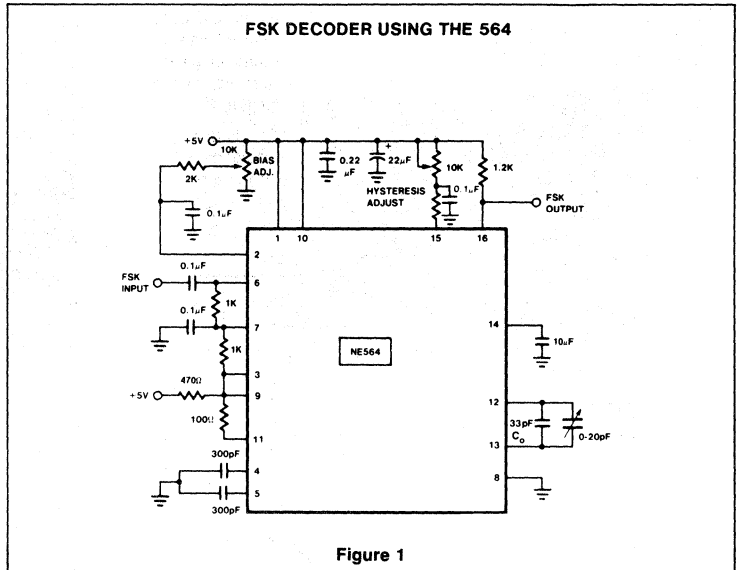 FSK DECODER USING THE 564
+5V
10K
BIAS
ADJ.
2K
0.1µF
0.22
µF
+
22µF
10K
HYSTERESIS
ADJUST
0.1µF
1.2K
FSK
OUTPUT
1
10
15
16
2
FSK
INPUT
0.1µF
6
1K
0.1µF
7
1K
3
470Ω
+5V
9
100Ω
11
300pF
4
5
300pF
NE564
14
10µF
12
33pF
Co
0-20pF
13
8
Figure 1